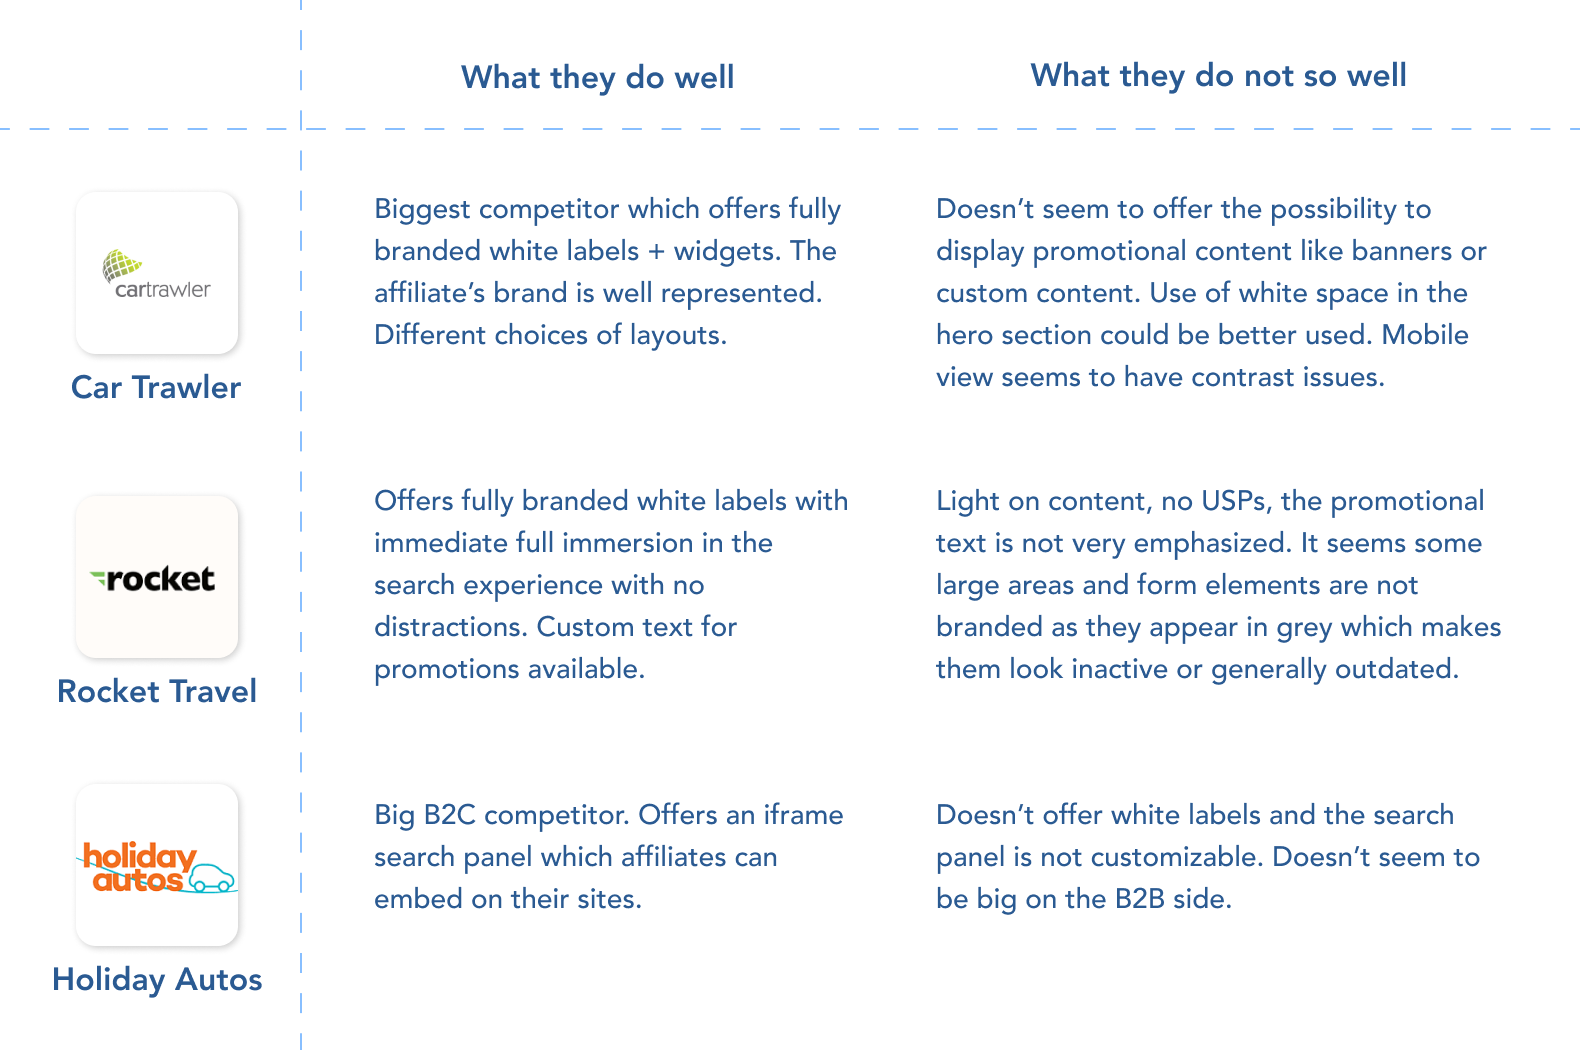 What they do well
What they do not so well
cartrawler
Car Trawler
Biggest competitor which offers fully
branded white labels + widgets. The
affiliate’s brand is well represented.
Different choices of layouts.
Doesn’t seem to offer the possibility to
display promotional content like banners or
custom content. Use of white space in the
hero section could be better used. Mobile
view seems to have contrast issues.
rocket
Rocket Travel
Offers fully branded white labels with
immediate full immersion in the
search experience with no
distractions. Custom text for
promotions available.
Light on content, no USPs, the promotional
text is not very emphasized. It seems some
large areas and form elements are not
branded as they appear in grey which makes
them look inactive or generally outdated.
holiday
autos
Holiday Autos
Big B2C competitor. Offers an iframe
search panel which affiliates can
embed on their sites.
Doesn’t offer white labels and the search
panel is not customizable. Doesn’t seem to
be big on the B2B side.